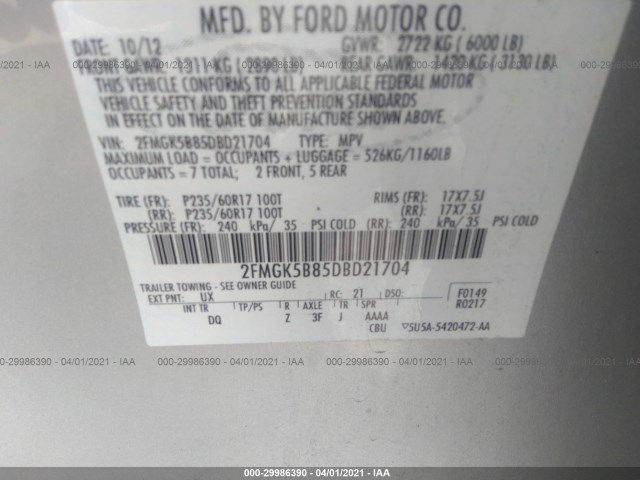 MFD. BY FORD MOTOR CO.
DATE: 10/12 GVWR: 2722 KG ( 6000 LB)
FRONT GAWR: KG LB) KG ( 3130 LB)
THIS VEHICLE CONFORMS TO ALL APPLICABLE FEDERAL MOTOR
VEHICLE SAFETY AND THEFT PREVENTION STANDARDS
IN EFFECT ON THE DATE OF MANUFACTURE SHOWN ABOVE.
VIN: 2FMGK5B85DBD21704 TYPE: MPV
MAXIMUM LOAD = OCCUPANTS + LUGGAGE = 526KG/1160LB
OCCUPANTS = 7 TOTAL; 2 FRONT, 5 REAR
TIRE (FR): P235/60R17 100T RIMS (FR): 17X7.5J
(RR): P235/60R17 100T (RR): 17X7.5J
PRESSURE(FR): 240 kPa/ 35 PSI COLD (RR): 240 kPa/ 35 PSI COLD
2FMGK5B85DBD21704
TRAILER TOWING - SEE OWNER GUIDE
EXT PNT: UX RC: 21 DSO: F0149
INT TR TP/PS R AXLE TR SPR R0217
DQ Z 3F J AAAA
CBU 5U5A-5420472-AA
000-29986390 - 04/01/2021 - IAA